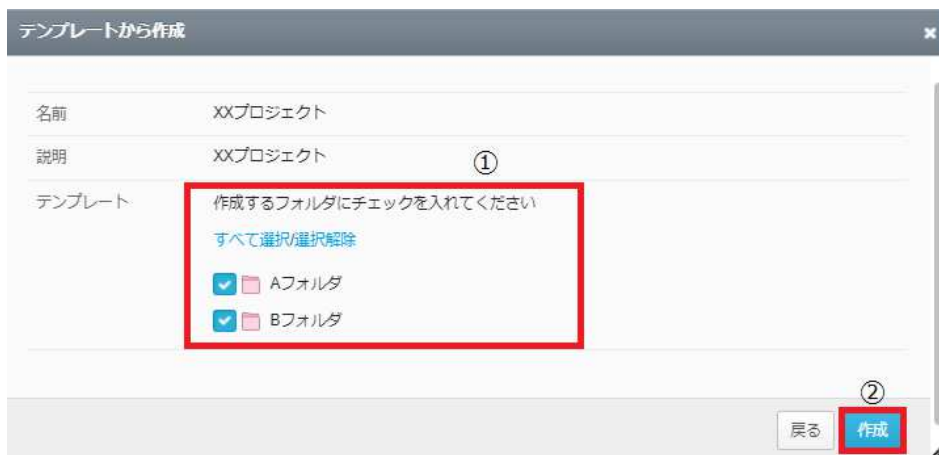 テンプレートから作成
×
名前 XXプロジェクト
説明 XXプロジェクト
①
テンプレート 作成するフォルダにチェックを入れてください
すべて選択/選択解除
Aフォルダ
Bフォルダ
②
戻る 作成